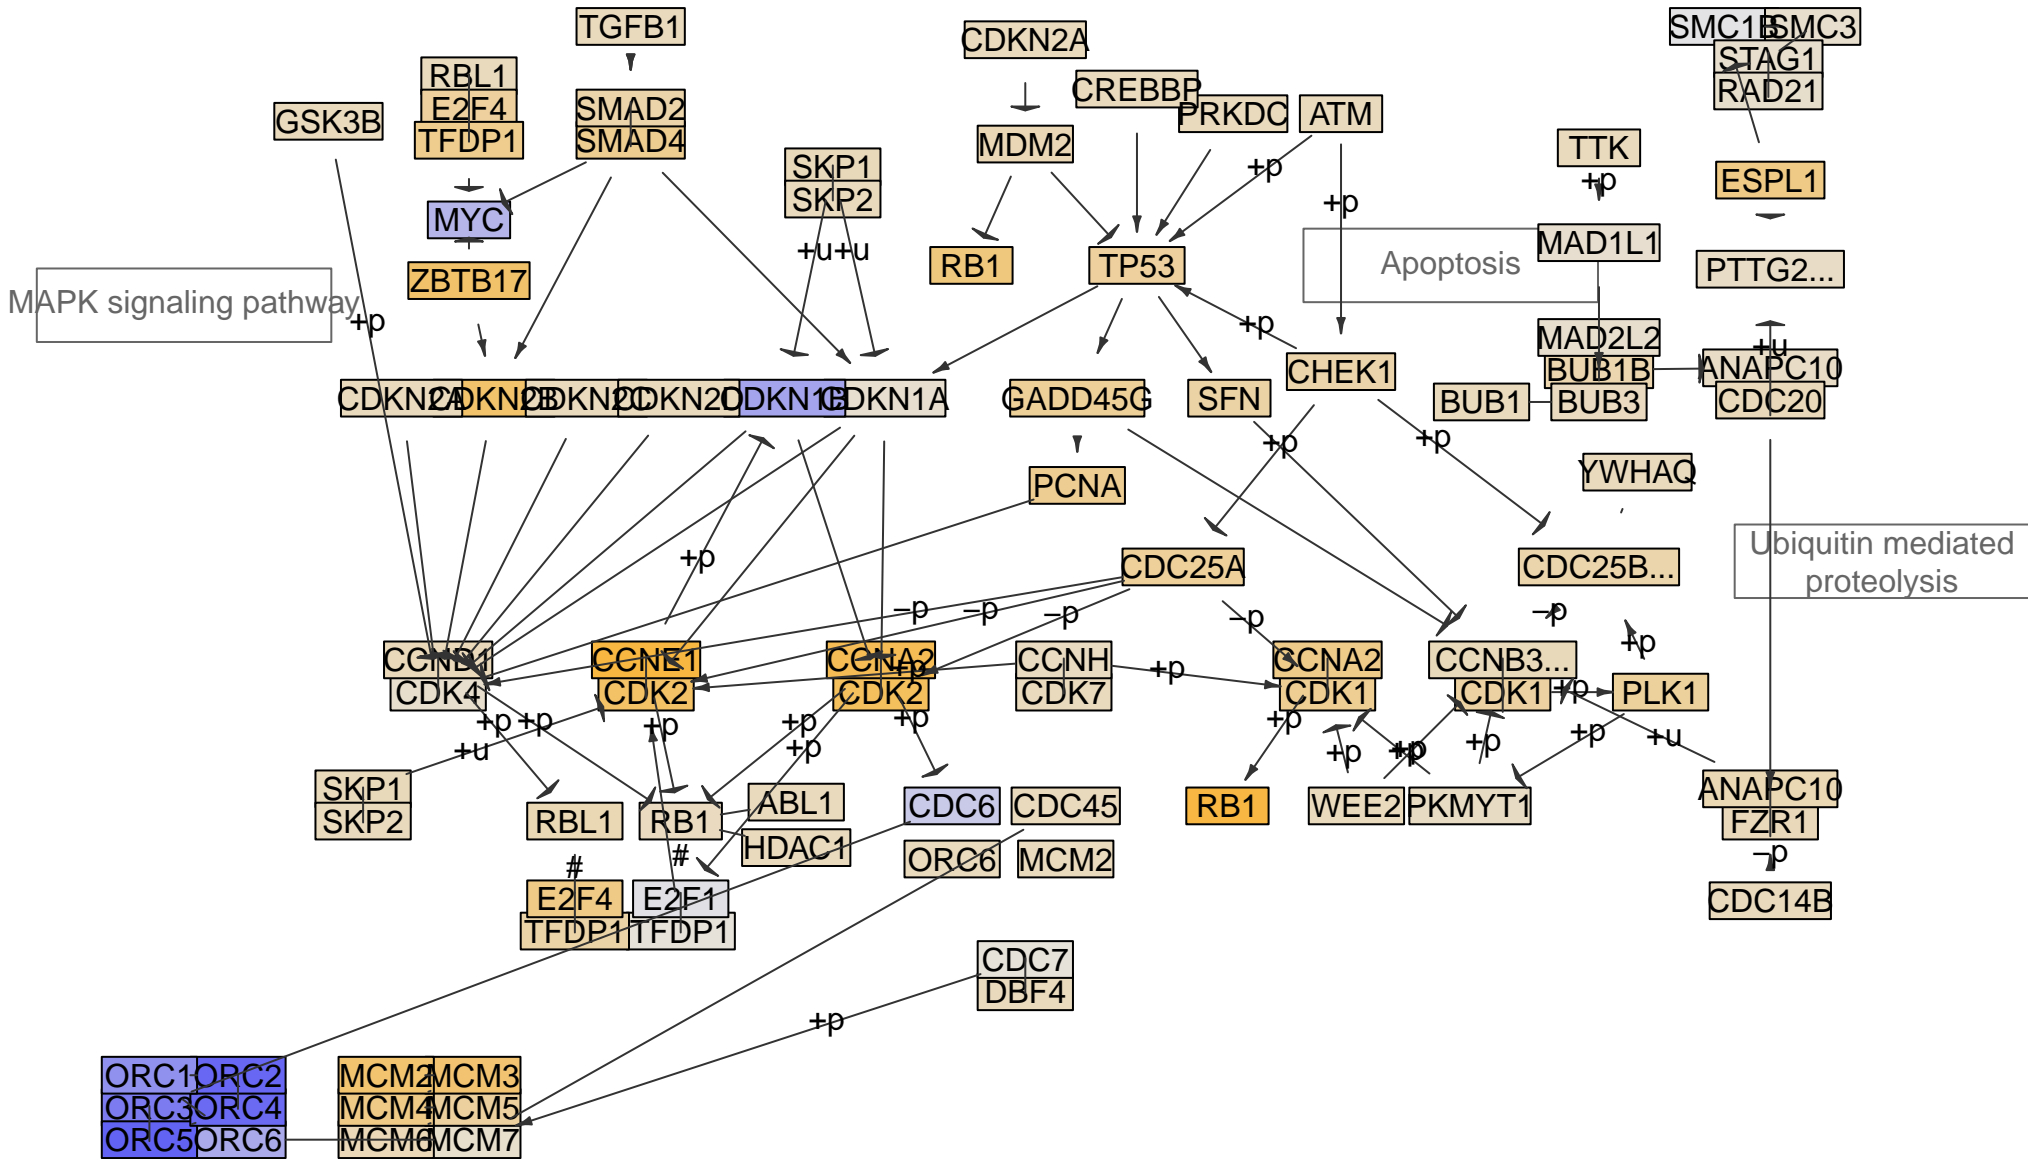 TGFB1
CDKN2A
SMC1B
SMC3
STAG1
RAD21
RBL1
E2F4
TFDP1
GSK3B
SMAD2
SMAD4
CREBBP
PRKDC
ATM
MDM2
TTK
+p
SKP1
SKP2
+p
+p
ESPL1
MYC
+u
+u
MAD1L1
ZBTB17
RB1
TP53
Apoptosis
PTTG2...
MAPK signaling pathway
+p
+p
MAD2L2
+u
BUB1B
ANAPC10
CHEK1
CDKN2A
CDKN2B
CDKN2C
CDKN2D
CDKN1B
CDKN1A
GADD45G
SFN
BUB1
BUB3
CDC20
+p
+p
PCNA
YWHAQ
+p
CDC25A
CDC25B...
Ubiquitin mediated
proteolysis
−p
−p
−p
−p
−p
+p
CCND1
CDK4
CCNE1
CDK2
CCNA2
CDK2
+p
CCNH
CDK7
+p
CCNA2
CDK1
CCNB3...
CDK1
+p
PLK1
+p
+p
+u
+p
+p
+p
+p
+p
+p
+p
+p
+p
+p
+u
SKP1
SKP2
RBL1
RB1
ABL1
HDAC1
CDC6
CDC45
ORC6
MCM2
RB1
WEE2
PKMYT1
ANAPC10
FZR1
−p
CDC14B
#
#
E2F4
TFDP1
E2F1
TFDP1
CDC7
DBF4
+p
ORC1
ORC2
MCM2
MCM3
ORC3
ORC4
MCM4
MCM5
ORC5
ORC6
MCM6
MCM7